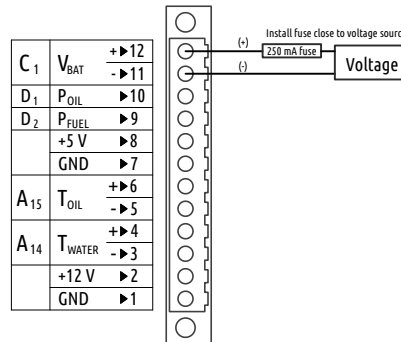 Install fuse close to voltage sourc
(+) 250 mA fuse
(-) Voltage
C1 VBAT + ▶12
- ▶11
D1 POIL ▶10
D2 PFUEL ▶9
+5 V ▶8
GND ▶7
A15 TOIL + ▶6
- ▶5
A14 TWATER + ▶4
- ▶3
+12 V ▶2
GND ▶1